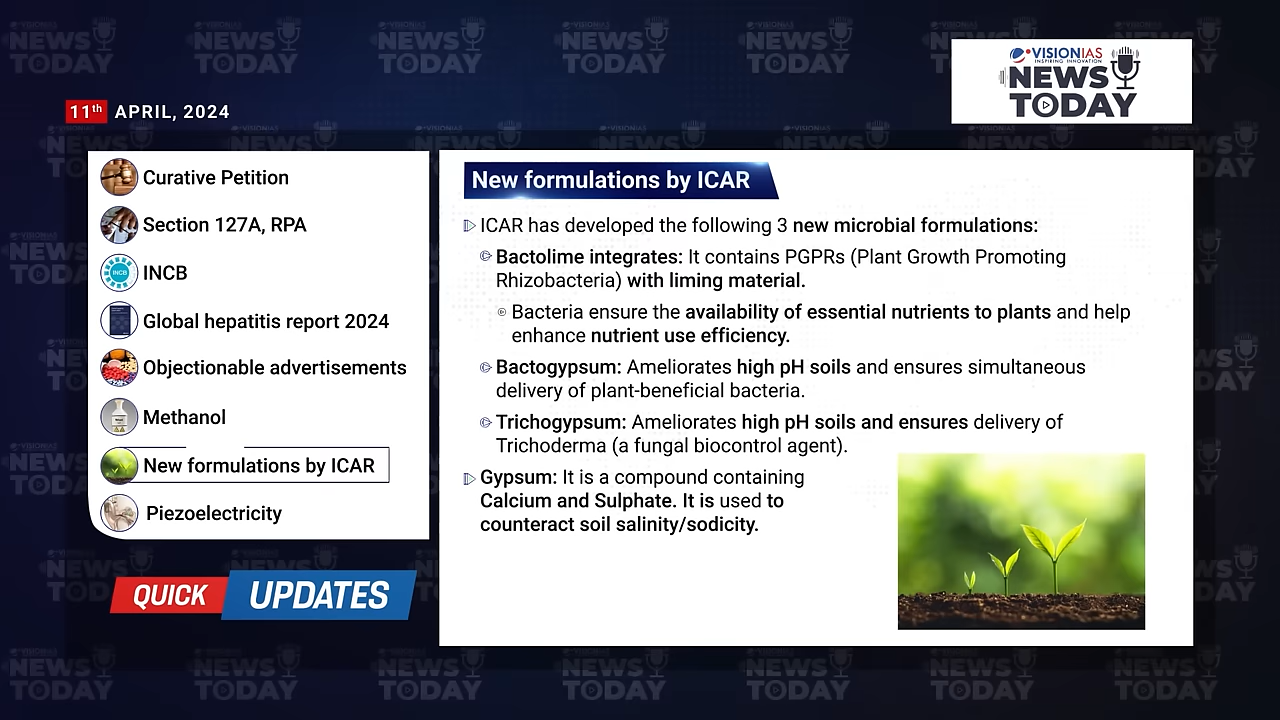 VISIONIAS
INSPIRING INNOVATION
NEWS
TODAY
11th APRIL, 2024
Curative Petition
Section 127A, RPA
INCB
INCB
Global hepatitis report 2024
Objectionable advertisements
Methanol
New formulations by ICAR
Piezoelectricity
QUICK UPDATES
New formulations by ICAR
ICAR has developed the following 3 new microbial formulations:
Bactolime integrates: It contains PGPRs (Plant Growth Promoting
Rhizobacteria) with liming material.
Bacteria ensure the availability of essential nutrients to plants and help
enhance nutrient use efficiency.
Bactogypsum: Ameliorates high pH soils and ensures simultaneous
delivery of plant-beneficial bacteria.
Trichogypsum: Ameliorates high pH soils and ensures delivery of
Trichoderma (a fungal biocontrol agent).
Gypsum: It is a compound containing
Calcium and Sulphate. It is used to
counteract soil salinity/sodicity.